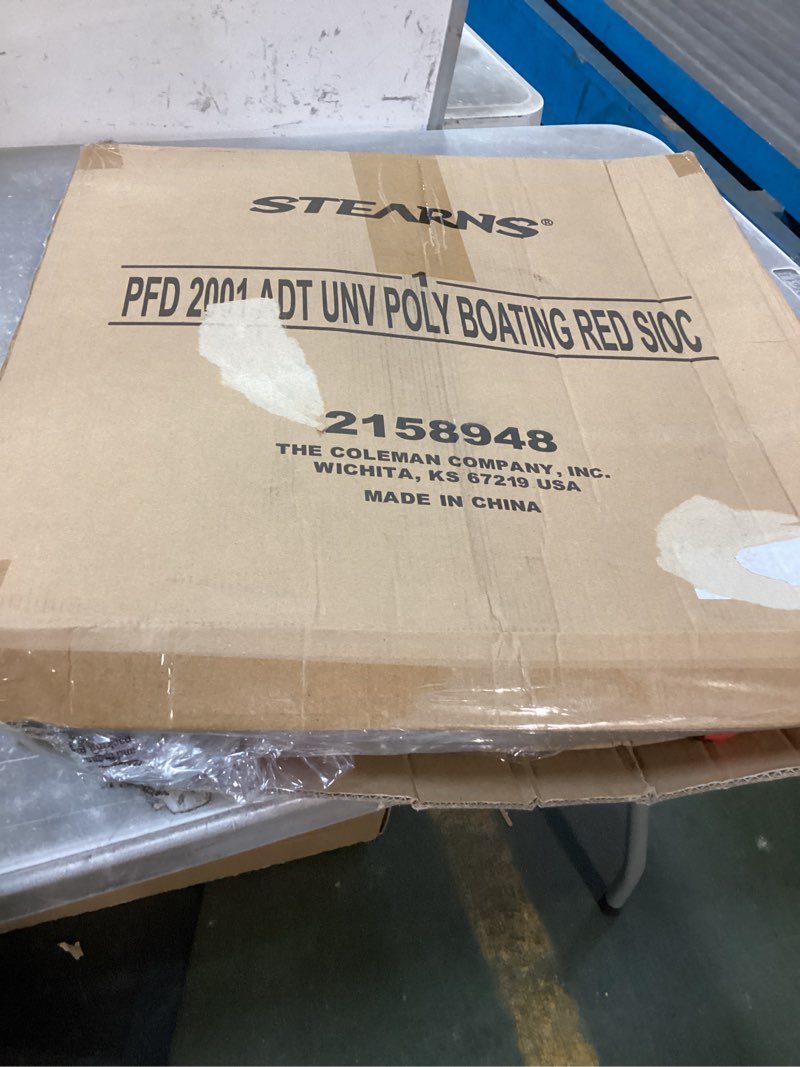 STEARNS®
1
PFD 2001 ADT UNV POLY BOATING RED SIOC
2158948
THE COLEMAN COMPANY, INC.
WICHITA, KS 67219 USA
MADE IN CHINA